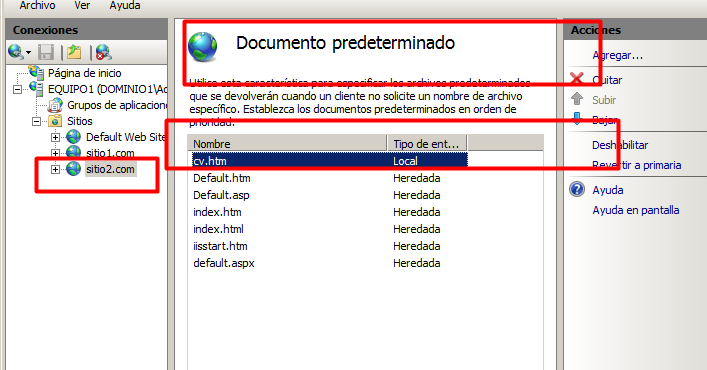 Archivo Ver Ayuda
Conexiones
Página de inicio
EQUIPO1 (DOMINIO1\Ac
Grupos de aplicacione
Sitios
Default Web Site
sitio1.com
sitio2.com
Documento predeterminado
Utilice esta característica para especificar los archivos predeterminados
que se devolverán cuando un cliente no solicite un nombre de archivo
específico. Establezca los documentos predeterminados en orden de
prioridad.
Nombre Tipo de ent...
cv.htm Local
Default.htm Heredada
Default.asp Heredada
index.htm Heredada
index.html Heredada
iisstart.htm Heredada
default.aspx Heredada
Acciones
Agregar...
Quitar
Subir
Bajar
Deshabilitar
Revertir a primaria
Ayuda
Ayuda en pantalla